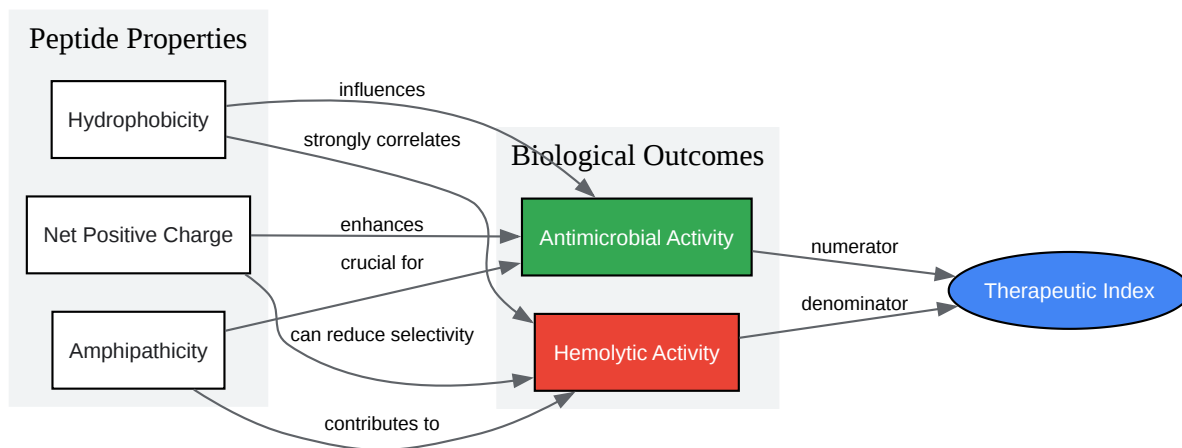 Peptide Properties
Hydrophobicity
Net Positive Charge
Amphipathicity
influences
strongly correlates
enhances
crucial for
can reduce selectivity
contributes to
Biological Outcomes
Antimicrobial Activity
Hemolytic Activity
numerator
denominator
Therapeutic Index